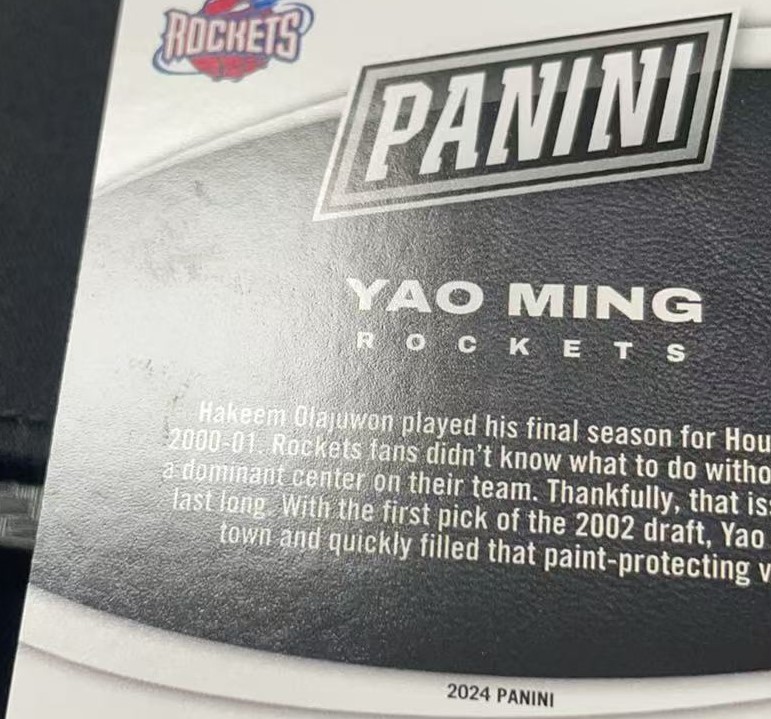 ROCKETS
PANINI
YAO MING
ROCKETS
Hakeem Olajuwon played his final season for Hou
2000-01. Rockets fans didn't know what to do witho
a dominant center on their team. Thankfully, that is
last long. With the first pick of the 2002 draft, Yao
town and quickly filled that paint-protecting v
2024 PANINI